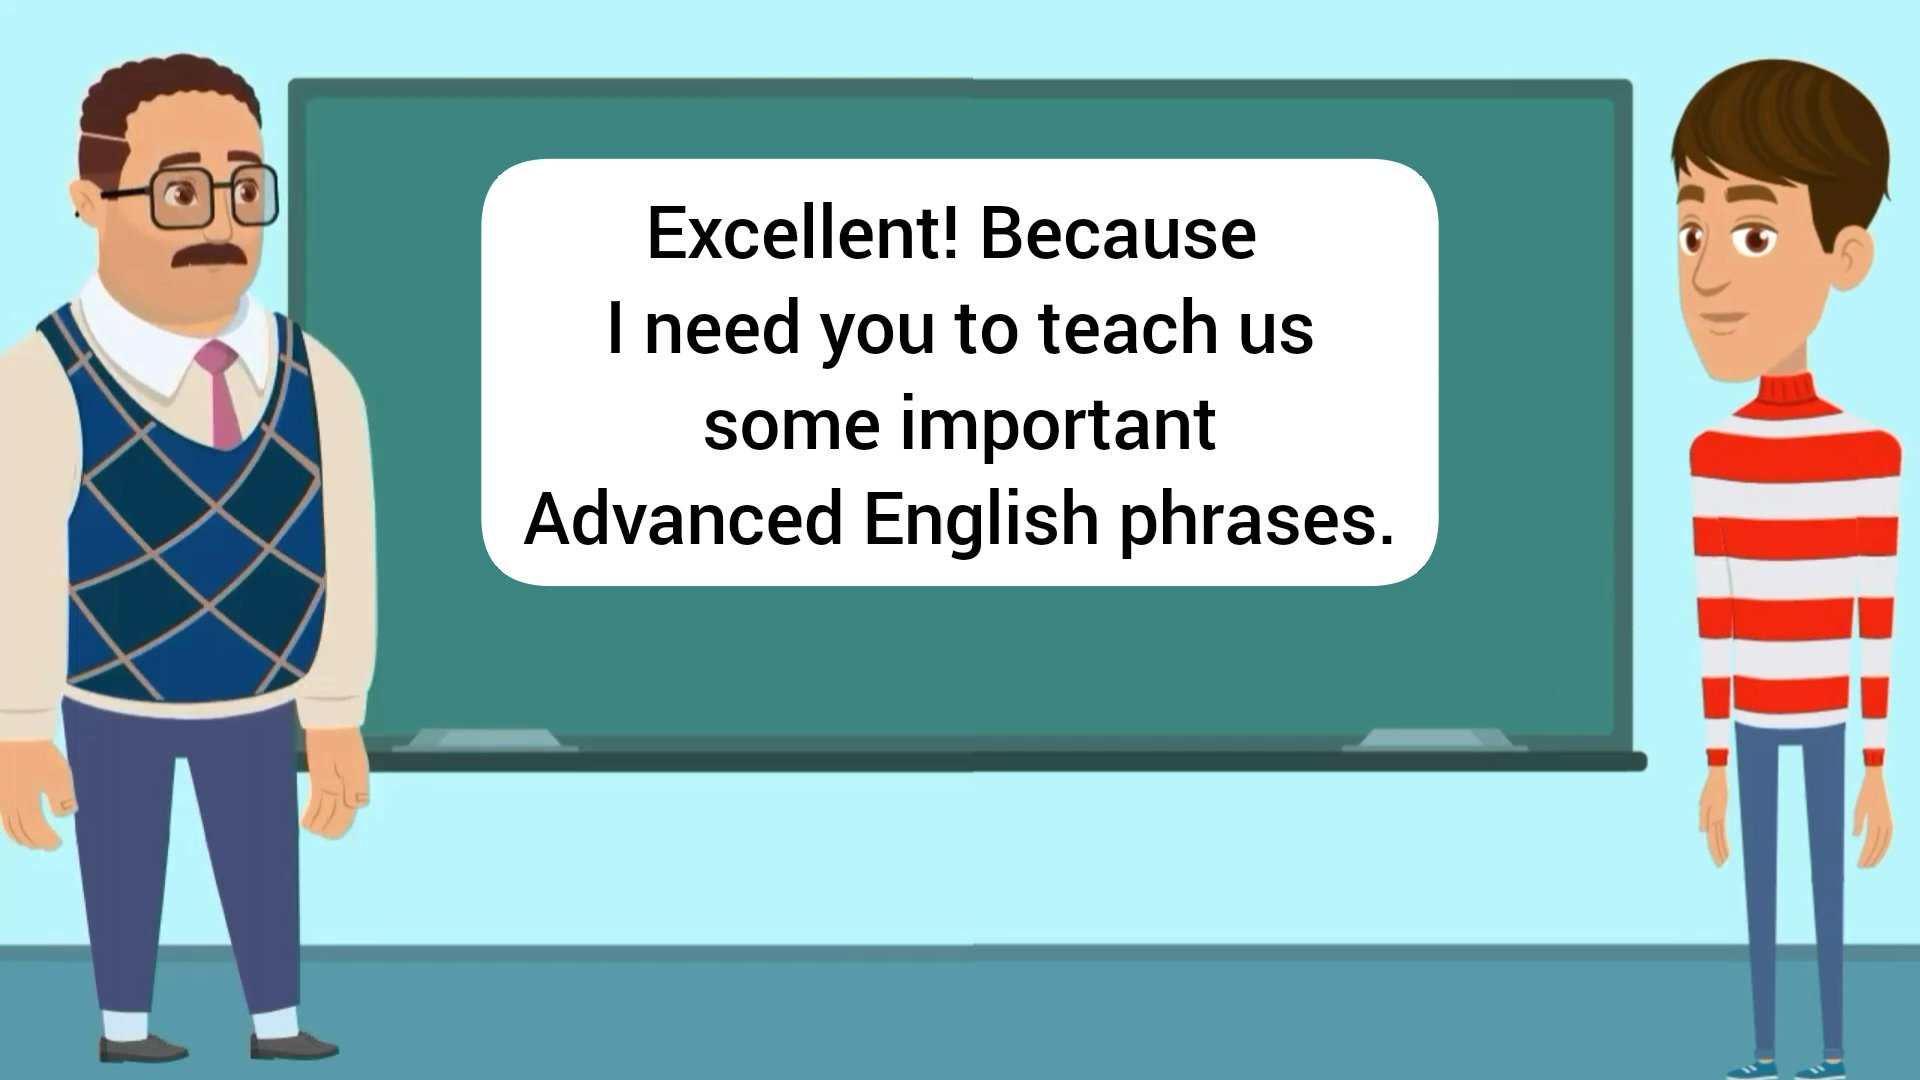 Excellent! Because
I need you to teach us
some important
Advanced English phrases.